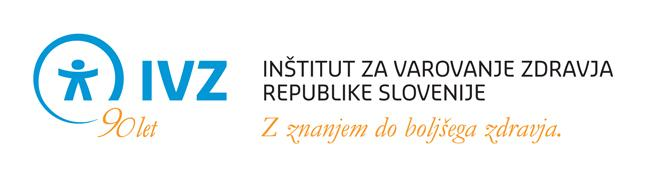 IVZ
90 let
INŠTITUT ZA VAROVANJE ZDRAVJA
REPUBLIKE SLOVENIJE
Z znanjem do boljšega zdravja.